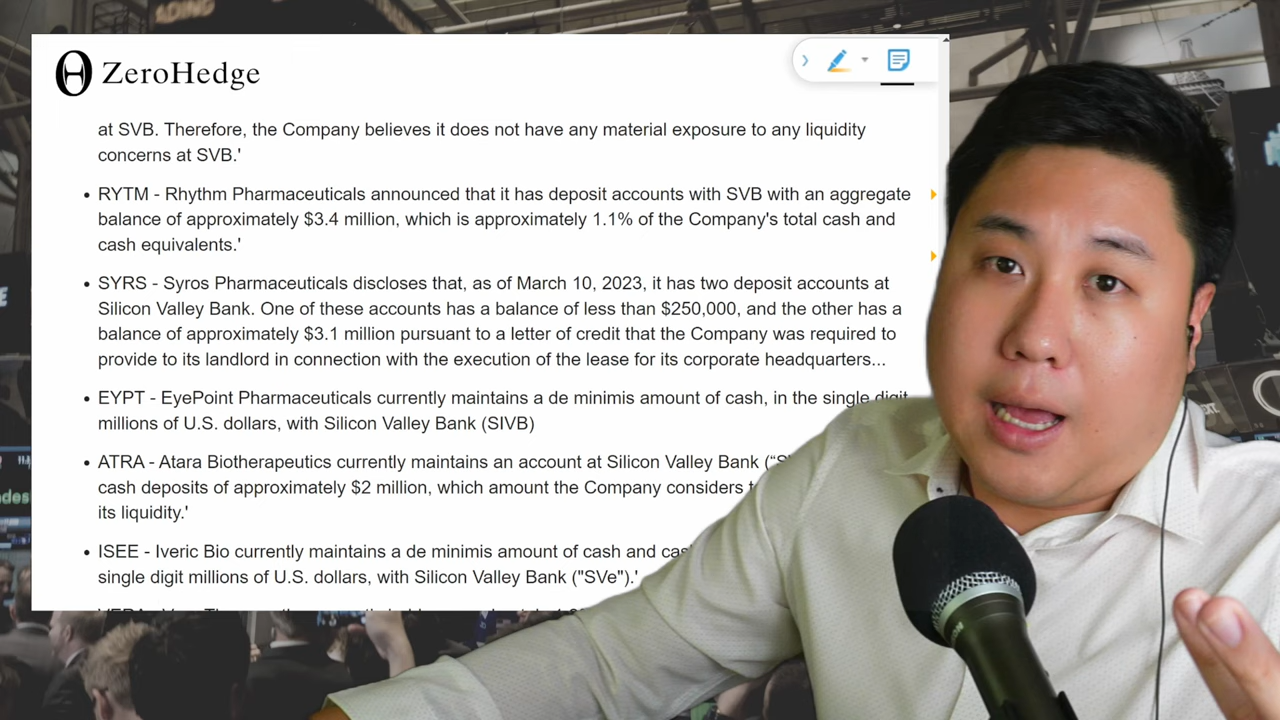 ZeroHedge
at SVB. Therefore, the Company believes it does not have any material exposure to any liquidity
concerns at SVB.'
• RYTM - Rhythm Pharmaceuticals announced that it has deposit accounts with SVB with an aggregate
balance of approximately $3.4 million, which is approximately 1.1% of the Company's total cash and
cash equivalents.'
• SYRS - Syros Pharmaceuticals discloses that, as of March 10, 2023, it has two deposit accounts at
Silicon Valley Bank. One of these accounts has a balance of less than $250,000, and the other has a
balance of approximately $3.1 million pursuant to a letter of credit that the Company was required to
provide to its landlord in connection with the execution of the lease for its corporate headquarters...
• EYPT - EyePoint Pharmaceuticals currently maintains a de minimis amount of cash, in the single digit
millions of U.S. dollars, with Silicon Valley Bank (SIVB)
• ATRA - Atara Biotherapeutics currently maintains an account at Silicon Valley Bank
cash deposits of approximately $2 million, which amount the Company considers
its liquidity.'
• ISEE - Iveric Bio currently maintains a de minimis amount of cash and
single digit millions of U.S. dollars, with Silicon Valley Bank ("SVe").'